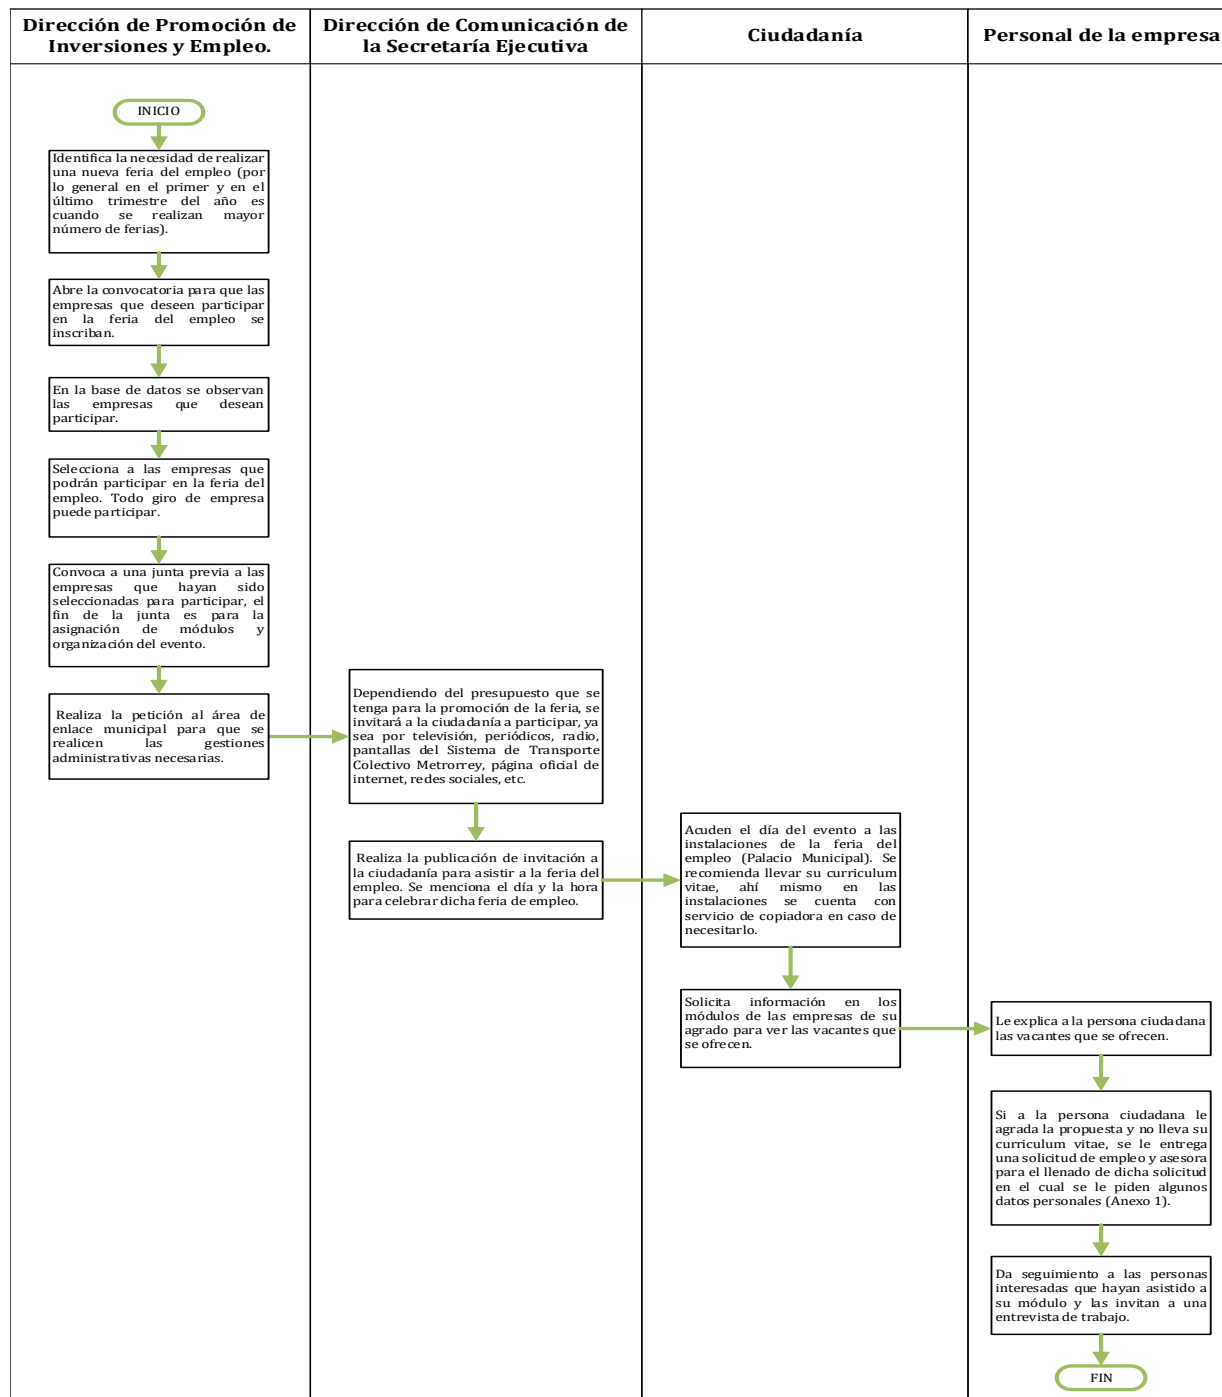 Dirección de Promoción de
Inversiones y Empleo.
Dirección de Comunicación de
la Secretaría Ejecutiva
Ciudadanía
Personal de la empresa
INICIO
Identifica la necesidad de realizar
una nueva feria del empleo (por
lo general en el primer y en el
último trimestre del año es
cuando se realizan mayor
número de ferias).
Abre la convocatoria para que las
empresas que deseen participar
en la feria del empleo se
inscriban.
En la base de datos se observan
las empresas que desean
participar.
Selecciona a las empresas que
podrán participar en la feria del
empleo. Todo giro de empresa
puede participar.
Convoca a una junta previa a las
empresas que hayan sido
seleccionadas para participar, el
fin de la junta es para la
asignación de módulos y
organización del evento.
Realiza la petición al área de
enlace municipal para que se
realicen las gestiones
administrativas necesarias.
Dependiendo del presupuesto que se
tenga para la promoción de la feria, se
invitará a la ciudadanía a participar, ya
sea por televisión, periódicos, radio,
pantallas del Sistema de Transporte
Colectivo Metrorrey, página oficial de
internet, redes sociales, etc.
Realiza la publicación de invitación a
la ciudadanía para asistir a la feria del
empleo. Se menciona el día y la hora
para celebrar dicha feria de empleo.
Acuden el día del evento a las
instalaciones de la feria del
empleo (Palacio Municipal). Se
recomienda llevar su curriculum
vitae, ahí mismo en las
instalaciones se cuenta con
servicio de copiadora en caso de
necesitarlo.
Solicita información en los
módulos de las empresas de su
agrado para ver las vacantes que
se ofrecen.
Le explica a la persona ciudadana
las vacantes que se ofrecen.
Si a la persona ciudadana le
agrada la propuesta y no lleva su
curriculum vitae, se le entrega
una solicitud de empleo y asesora
para el llenado de dicha solicitud
en el cual se le piden algunos
datos personales (Anexo 1).
Da seguimiento a las personas
interesadas que hayan asistido a
su módulo y las invitan a una
entrevista de trabajo.
FIN